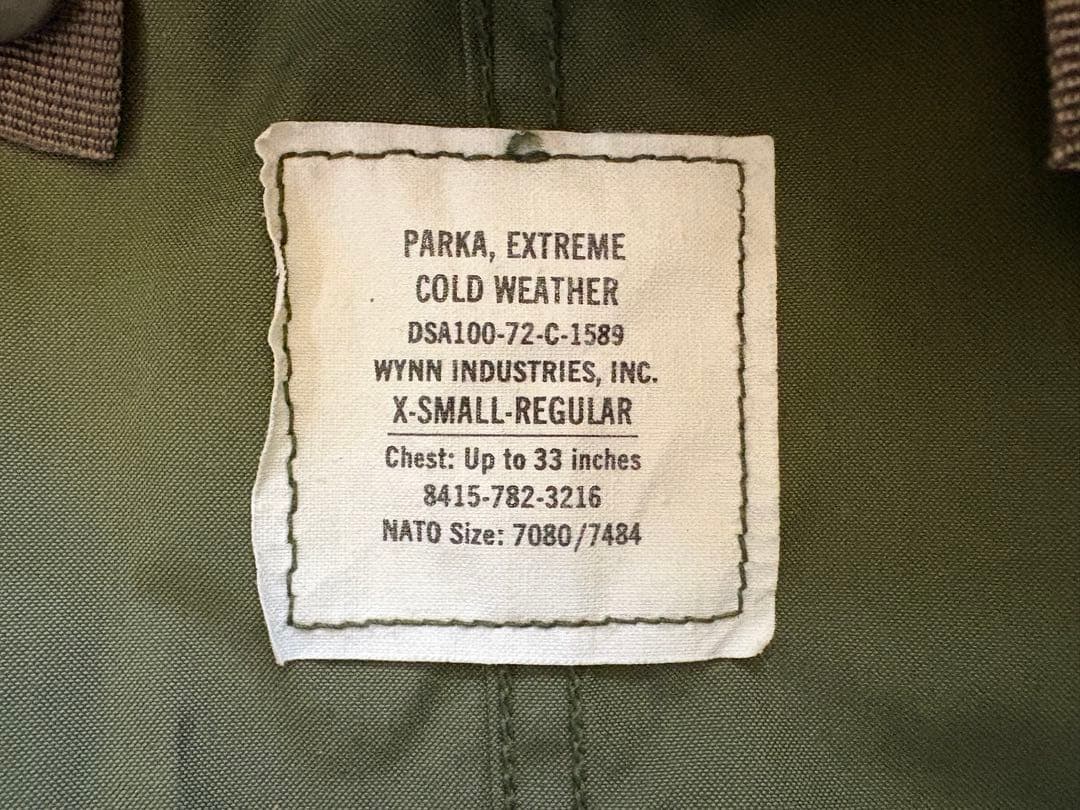 PARKA, EXTREME
COLD WEATHER
DSA100-72-C-1589
WYNN INDUSTRIES, INC.
X-SMALL-REGULAR
Chest: Up to 33 inches
8415-782-3216
NATO Size: 7080/7484